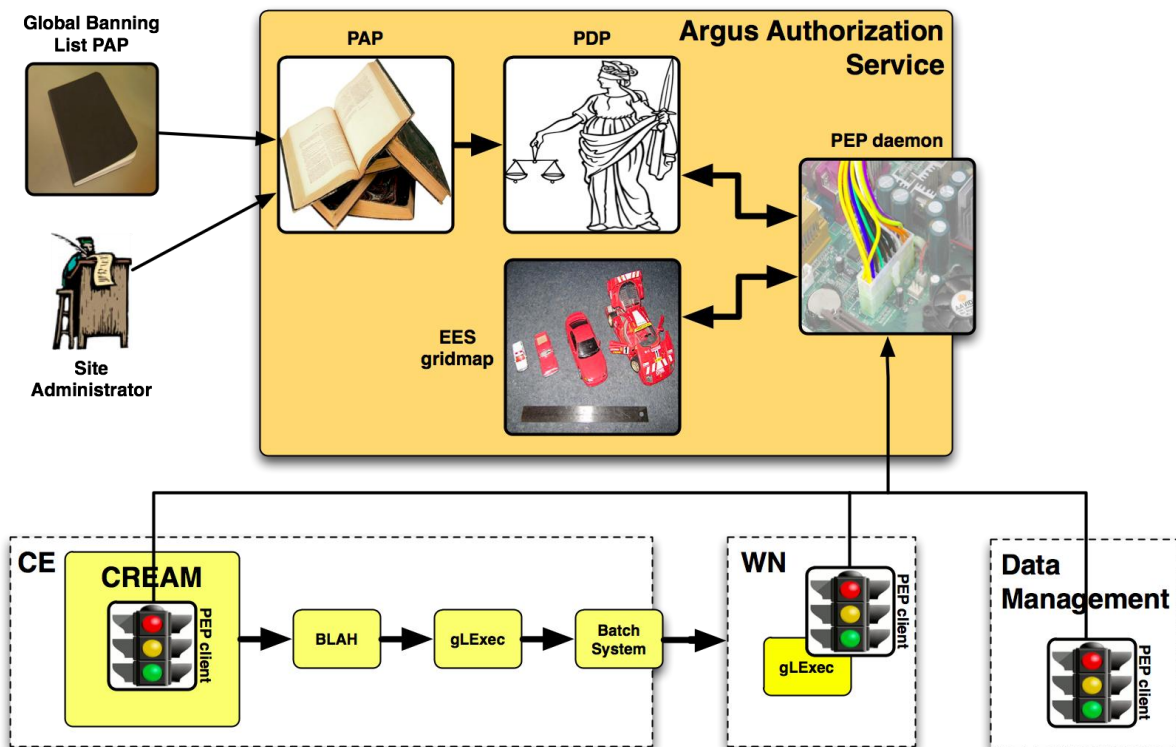 Global Banning
List PAP
PAP
PDP
Argus Authorization
Service
PEP daemon
Site
Administrator
EES
gridmap
CE
CREAM
PEP client
BLAH
gLExec
Batch
System
WN
PEP client
gLExec
Data
Management
PEP client